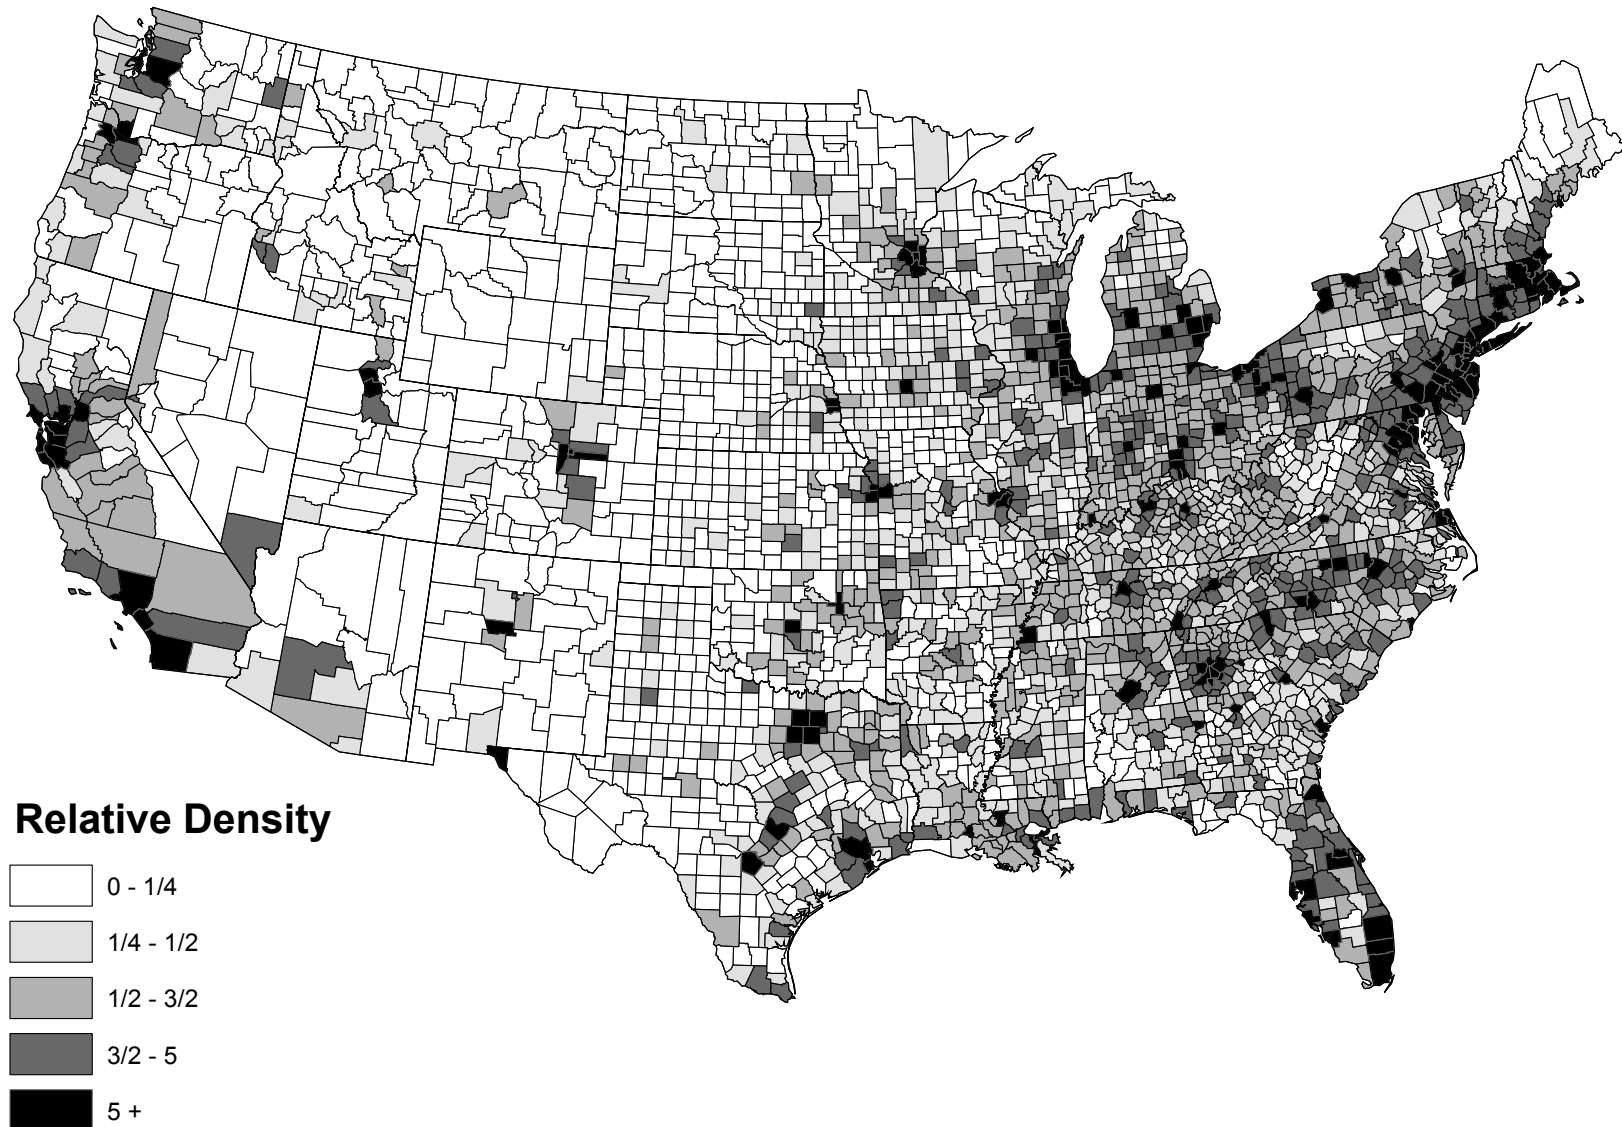 Relative Density
0 - 1/4
1/4 - 1/2
1/2 - 3/2
3/2 - 5
5 +